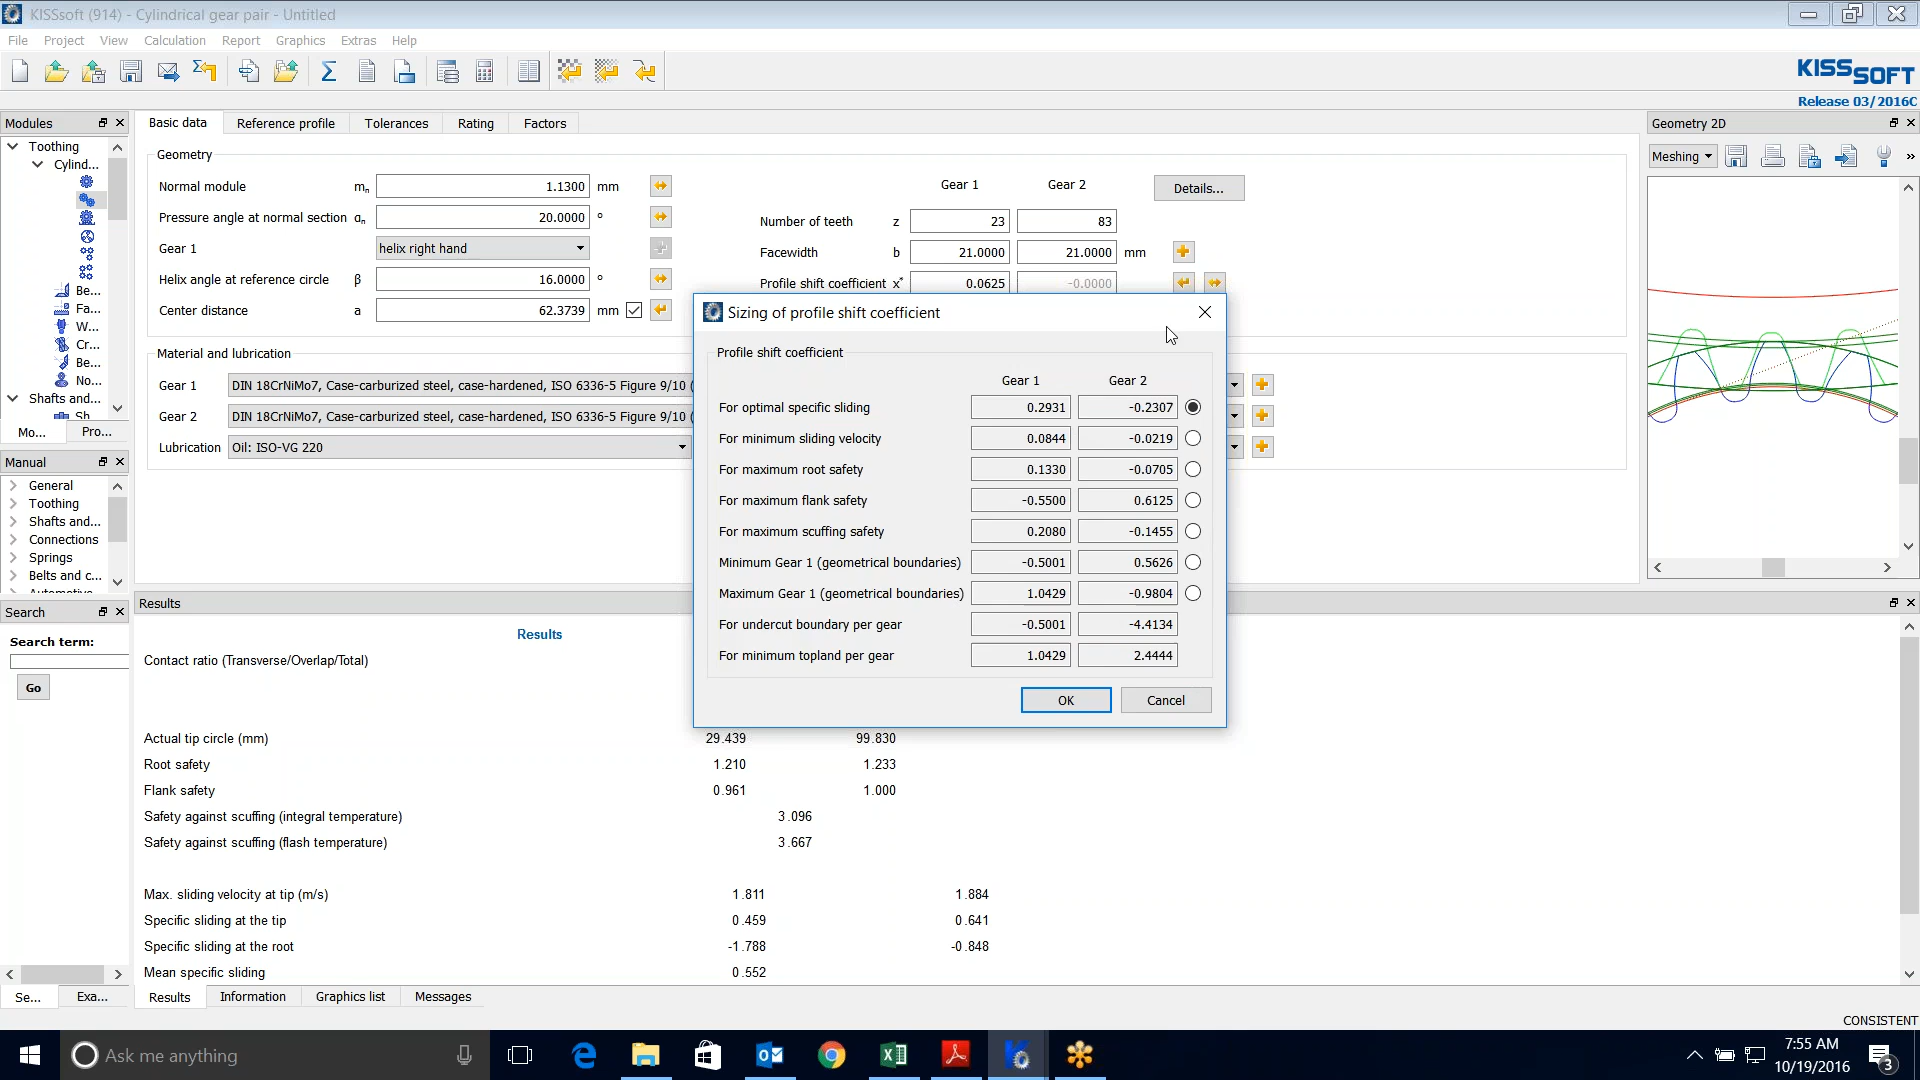 KISSsoft (914) - Cylindrical gear pair - Untitled
File Project View Calculation Report Graphics Extras Help
KISSSOFT
Release 03/2016C
Modules
Toothing
Cylind...
Be...
Fa...
W...
Cr...
Be...
No...
Shafts and...
Sh
Mo... Pro...
Manual
General
Toothing
Shafts and...
Connections
Springs
Belts and c...
Automotive
Search
Search term:
Go
Se... Exa...
Basic data Reference profile Tolerances Rating Factors
Geometry
Normal module mn 1.1300 mm
Pressure angle at normal section αn 20.0000 °
Gear 1 helix right hand
Helix angle at reference circle β 16.0000 °
Center distance a 62.3739 mm
Gear 1 Gear 2 Details...
Number of teeth z 23 83
Facewidth b 21.0000 21.0000 mm
Profile shift coefficient x* 0.0625 -0.0000
Material and lubrication
Gear 1 DIN 18CrNiMo7, Case-carburized steel, case-hardened, ISO 6336-5 Figure 9/10 (
Gear 2 DIN 18CrNiMo7, Case-carburized steel, case-hardened, ISO 6336-5 Figure 9/10 (
Lubrication Oil: ISO-VG 220
Sizing of profile shift coefficient
Profile shift coefficient
Gear 1 Gear 2
For optimal specific sliding 0.2931 -0.2307
For minimum sliding velocity 0.0844 -0.0219
For maximum root safety 0.1330 -0.0705
For maximum flank safety -0.5500 0.6125
For maximum scuffing safety 0.2080 -0.1455
Minimum Gear 1 (geometrical boundaries) -0.5001 0.5626
Maximum Gear 1 (geometrical boundaries) 1.0429 -0.9804
For undercut boundary per gear -0.5001 -4.4134
For minimum topland per gear 1.0429 2.4444
OK Cancel
Geometry 2D
Meshing »
Results
Results
Contact ratio (Transverse/Overlap/Total)
Actual tip circle (mm) 29.439 99.830
Root safety 1.210 1.233
Flank safety 0.961 1.000
Safety against scuffing (integral temperature) 3.096
Safety against scuffing (flash temperature) 3.667
Max. sliding velocity at tip (m/s) 1.811 1.884
Specific sliding at the tip 0.459 0.641
Specific sliding at the root -1.788 -0.848
Mean specific sliding 0.552
Results Information Graphics list Messages
CONSISTENT
Ask me anything
7:55 AM
10/19/2016
3